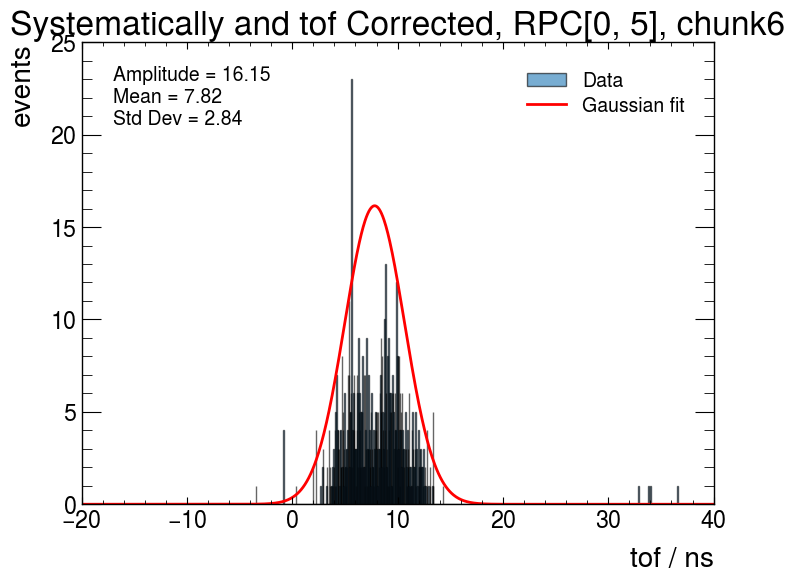 Systematically and tof Corrected, RPC[0, 5], chunk6
events
25
20
15
10
5
0
Amplitude = 16.15
Mean = 7.82
Std Dev = 2.84
Data
Gaussian fit
−20
−10
0
10
20
30
40
tof / ns